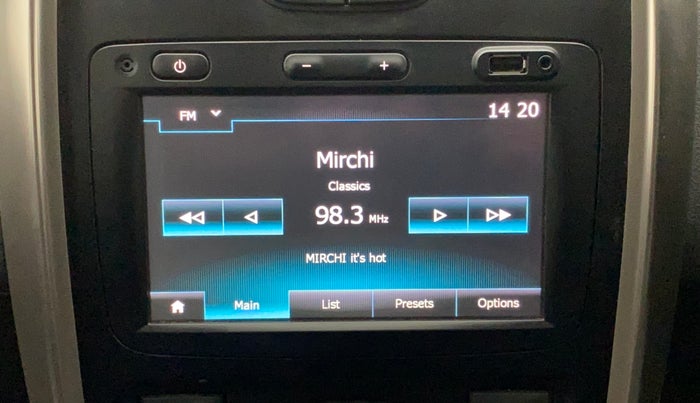 FM
14 20
Mirchi
Classics
98.3 MHz
MIRCHI it's hot
Main List Presets Options